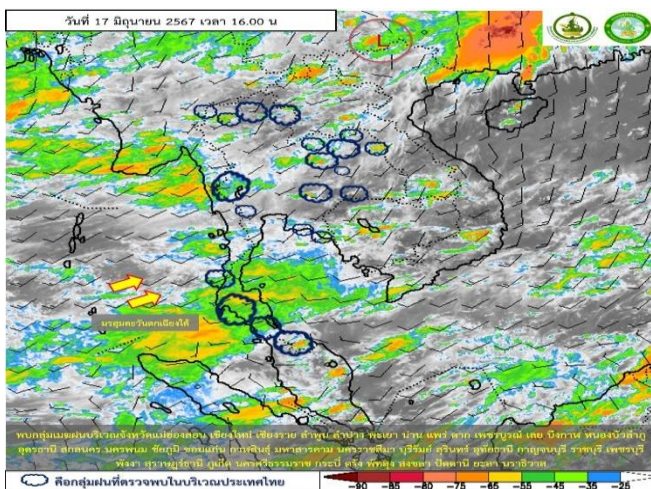 วันที่ 17 มิถุนายน 2567 เวลา 16.00 น
L
มรสุมตะวันตกเฉียงใต้
พบกลุ่มเมฆฝนบริเวณจังหวัดแม่ฮ่องสอน เชียงใหม่ เชียงราย ลำพูน ลำปาง พะเยา น่าน แพร่ ตาก เพชรบูรณ์ เลย บึงกาฬ หนองบัวลำภู
อุดรธานี สกลนคร นครพนม ชัยภูมิ ขอนแก่น กาฬสินธุ์ มหาสารคาม นครราชสีมา บุรีรัมย์ สุรินทร์ อุทัยธานี กาญจนบุรี ราชบุรี เพชรบุรี
พังงา สุราษฎร์ธานี ภูเก็ต นครศรีธรรมราช กระบี่ ตรัง พัทลุง สงขลา ปัตตานี ยะลา นราธิวาส
คือกลุ่มฝนที่ตรวจพบในบริเวณประเทศไทย
-90 -85 -80 -75 -65 -55 -45 -35 -25